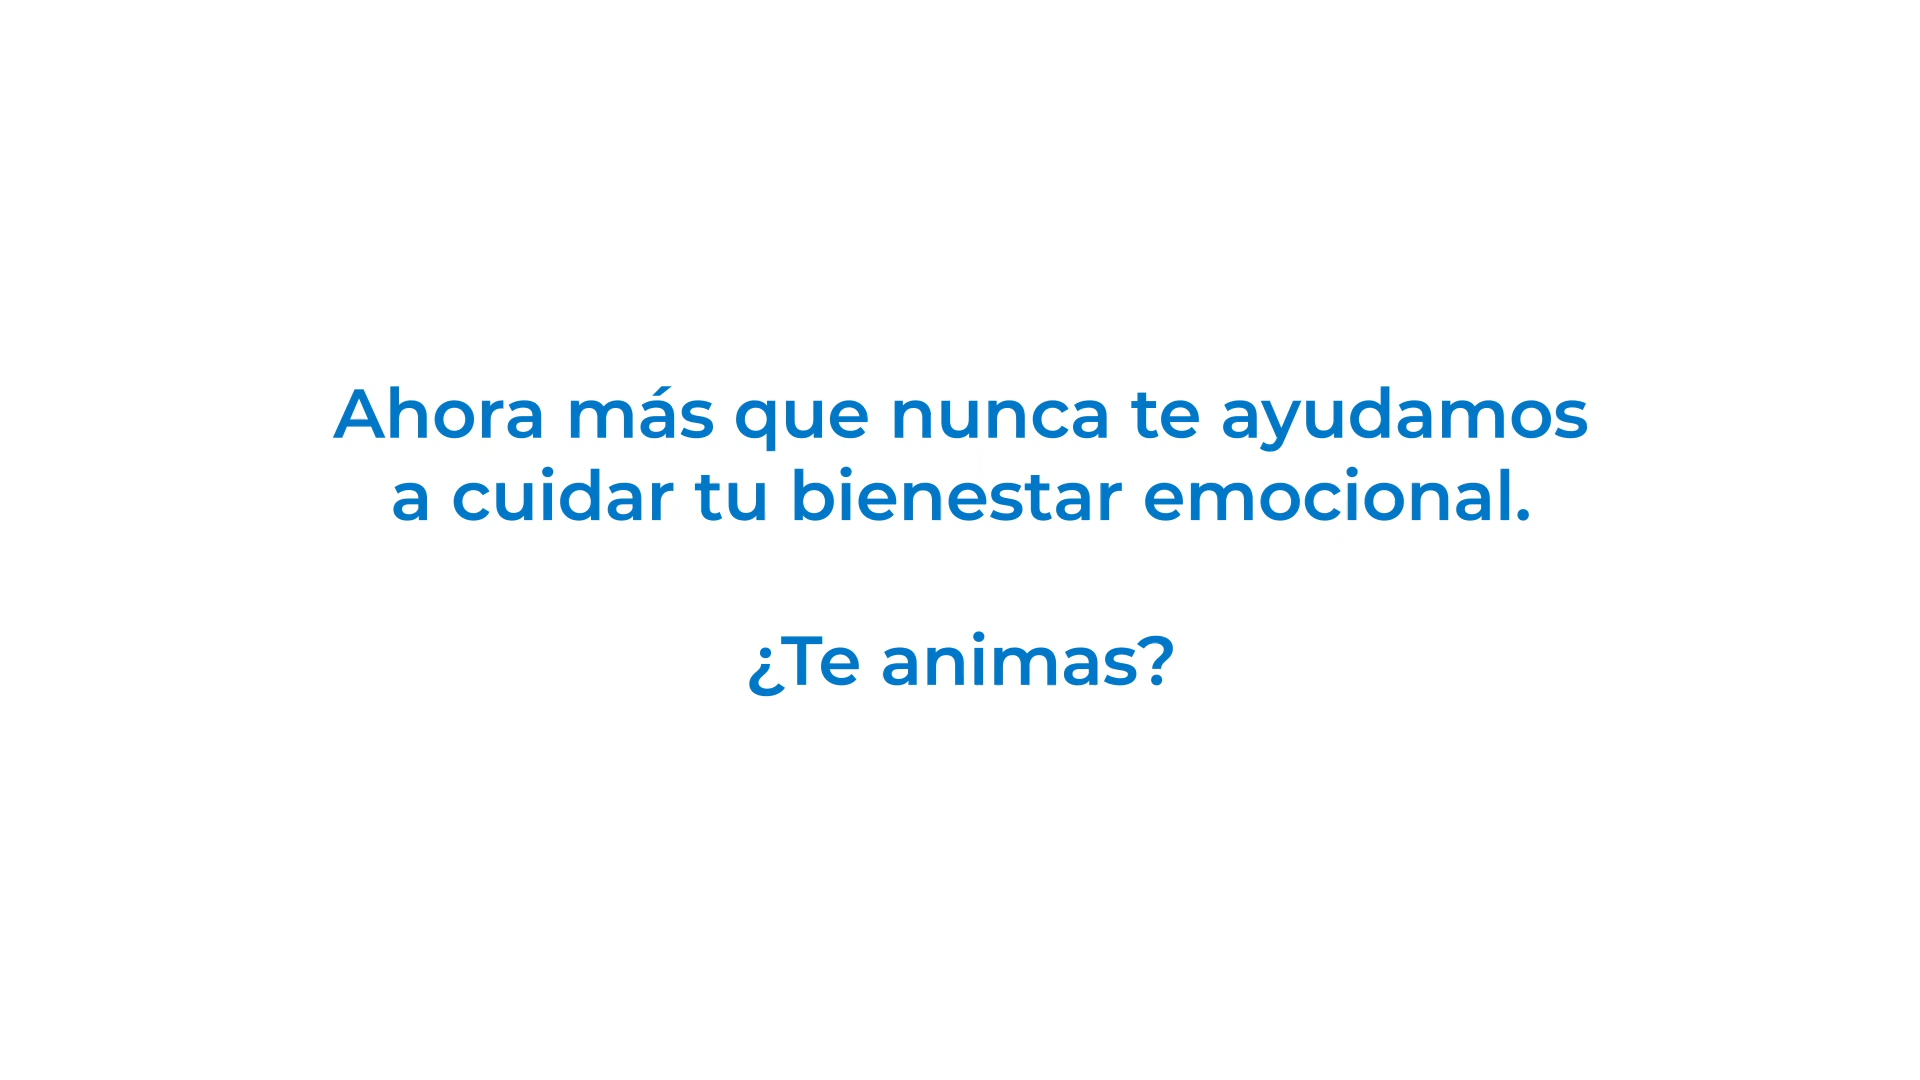 Ahora más que nunca te ayudamos
a cuidar tu bienestar emocional.
¿Te animas?